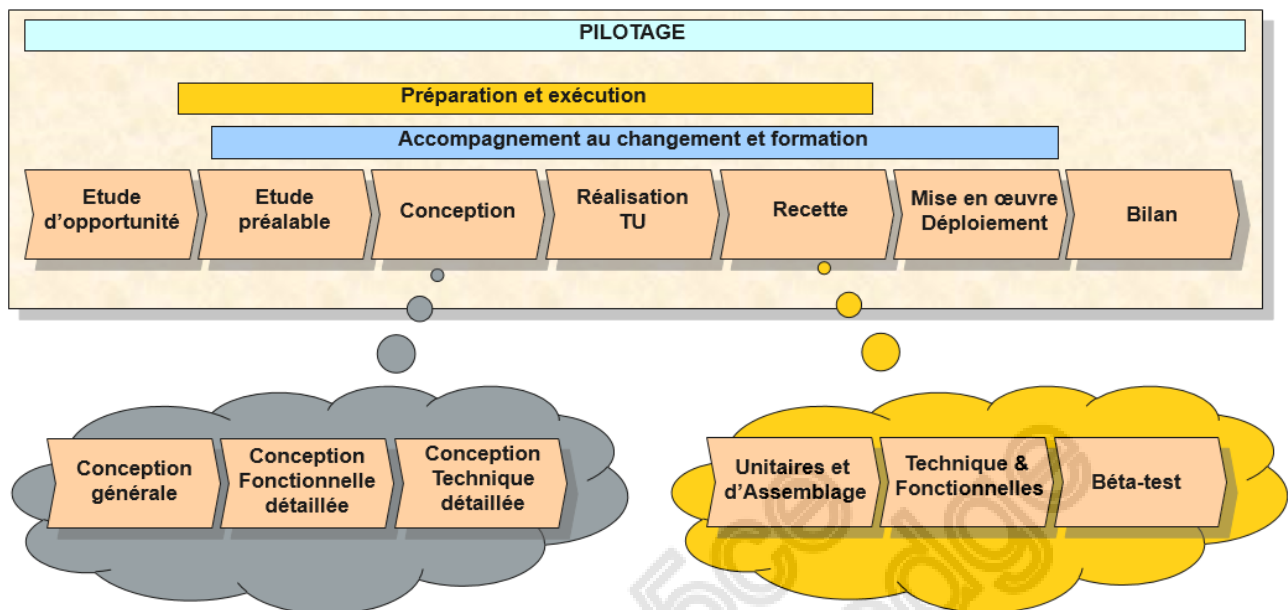 PILOTAGE
Préparation et exécution
Accompagnement au changement et formation
Etude
d'opportunité
Etude
préalable
Conception
Réalisation
TU
Recette
Mise en œuvre
Déploiement
Bilan
Conception
générale
Conception
Fonctionnelle
détaillée
Conception
Technique
détaillée
Unitaires et
d'Assemblage
Technique &
Fonctionnelles
Béta-test